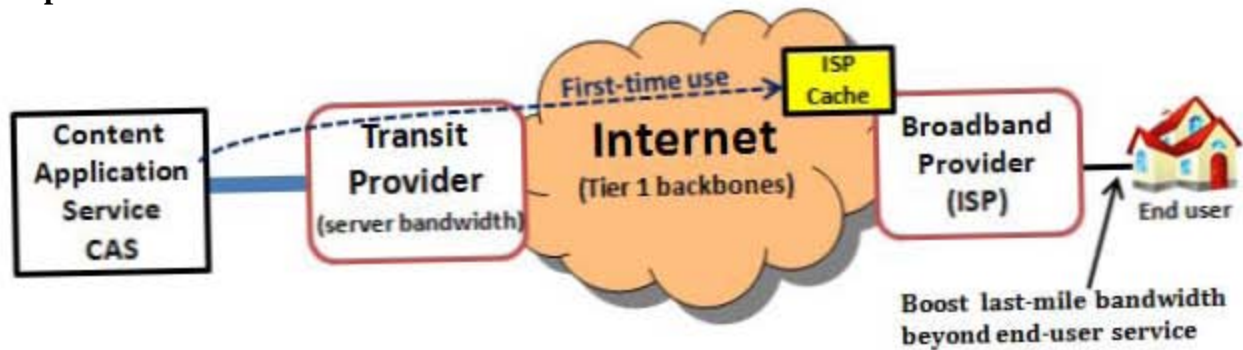 First-time use
ISP
Cache
Content
Application
Service
CAS
Transit
Provider
(server bandwidth)
Internet
(Tier 1 backbones)
Broadband
Provider
(ISP)
End user
Boost last-mile bandwidth
beyond end-user service